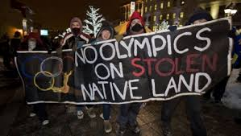 NO OLYMPICS
ON STOLEN
NATIVE LAND